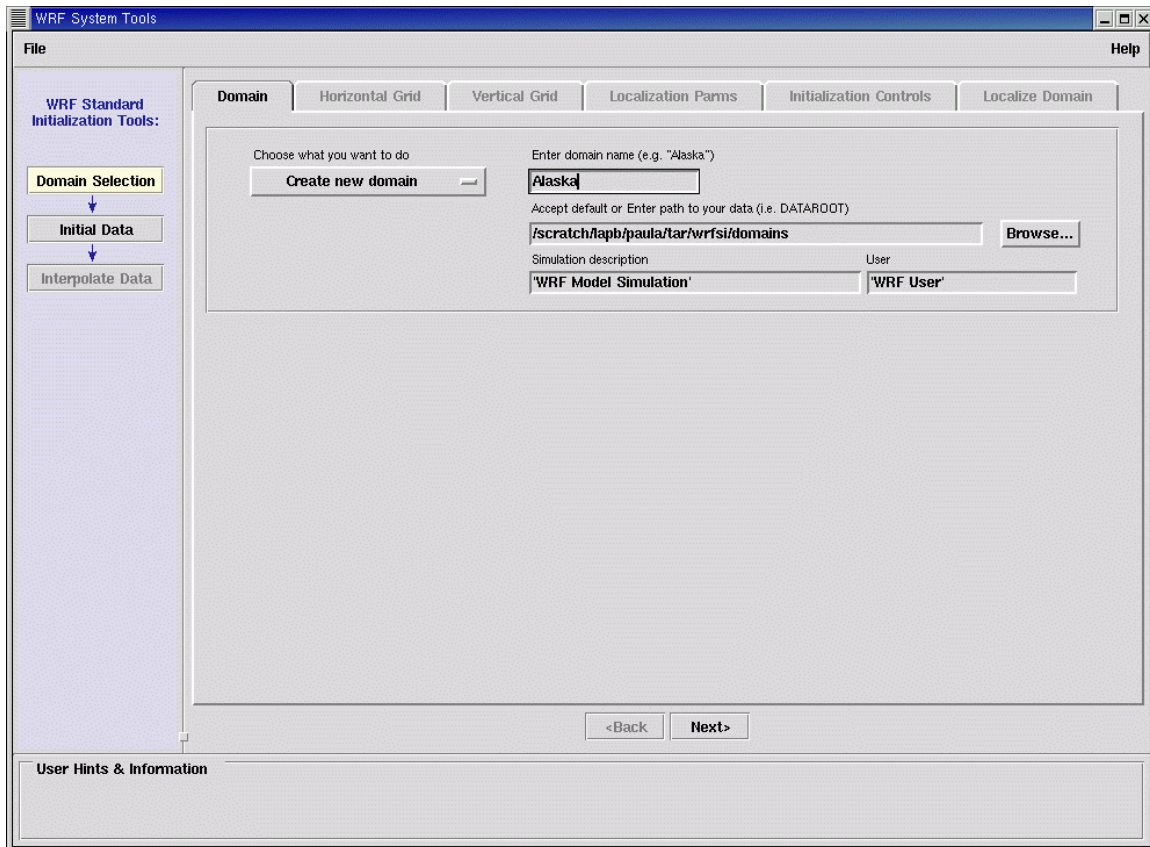 WRF System Tools
File Help
WRF Standard
Initialization Tools:
Domain Selection
Initial Data
Interpolate Data
Domain Horizontal Grid Vertical Grid Localization Parms Initialization Controls Localize Domain
Choose what you want to do
Create new domain
Enter domain name (e.g. "Alaska")
Alaska
Accept default or Enter path to your data (i.e. DATAROOT)
/scratch/lapb/paula/tar/wrfsi/domains Browse...
Simulation description User
'WRF Model Simulation' 'WRF User'
<Back Next>
User Hints & Information